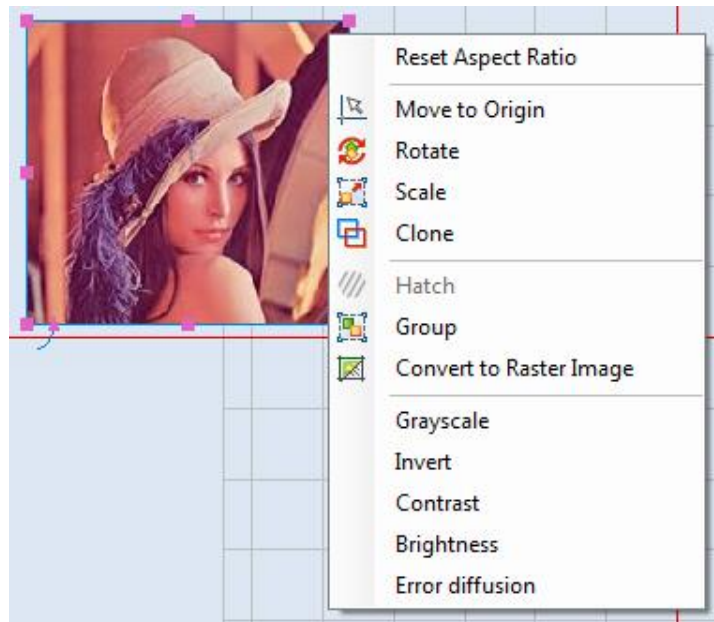 Reset Aspect Ratio
Move to Origin
Rotate
Scale
Clone
Hatch
Group
Convert to Raster Image
Grayscale
Invert
Contrast
Brightness
Error diffusion